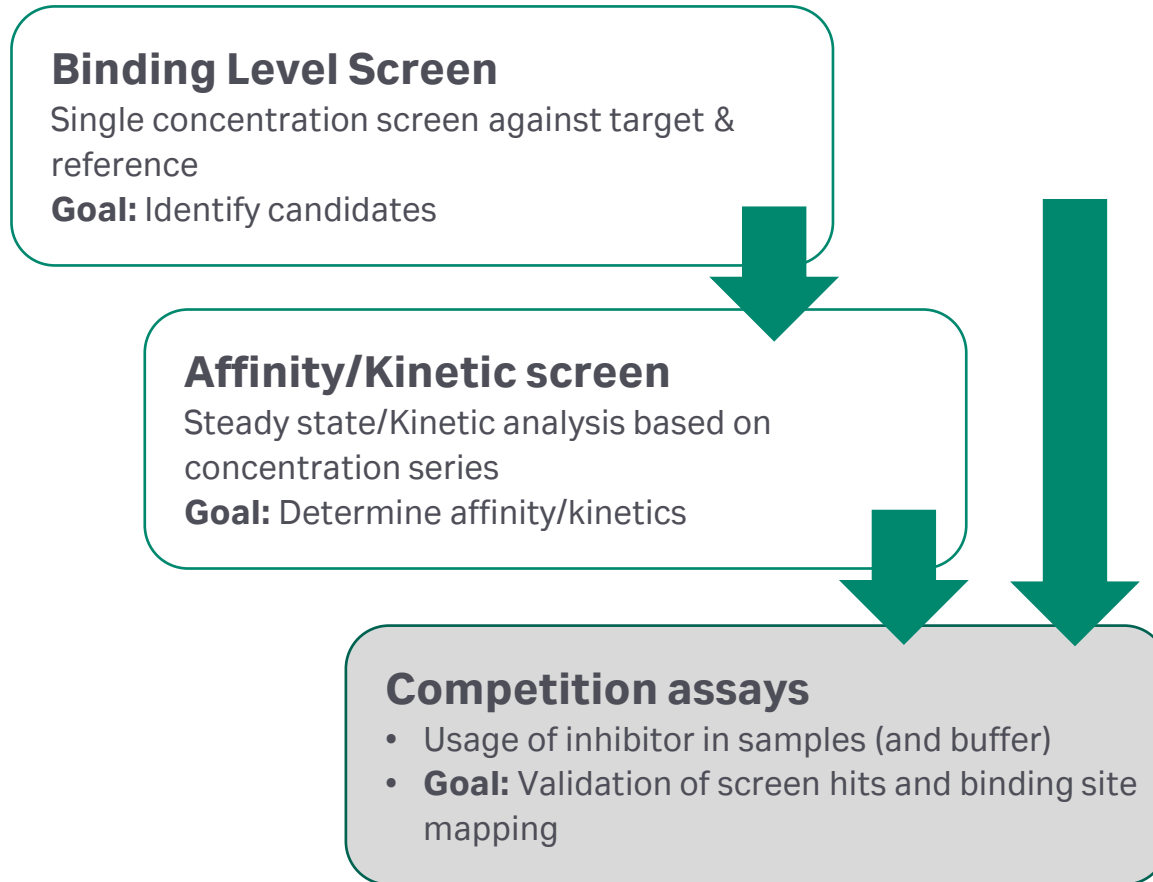 Binding Level Screen
Single concentration screen against target &
reference
Goal: Identify candidates
Affinity/Kinetic screen
Steady state/Kinetic analysis based on
concentration series
Goal: Determine affinity/kinetics
Competition assays
• Usage of inhibitor in samples (and buffer)
• Goal: Validation of screen hits and binding site
mapping